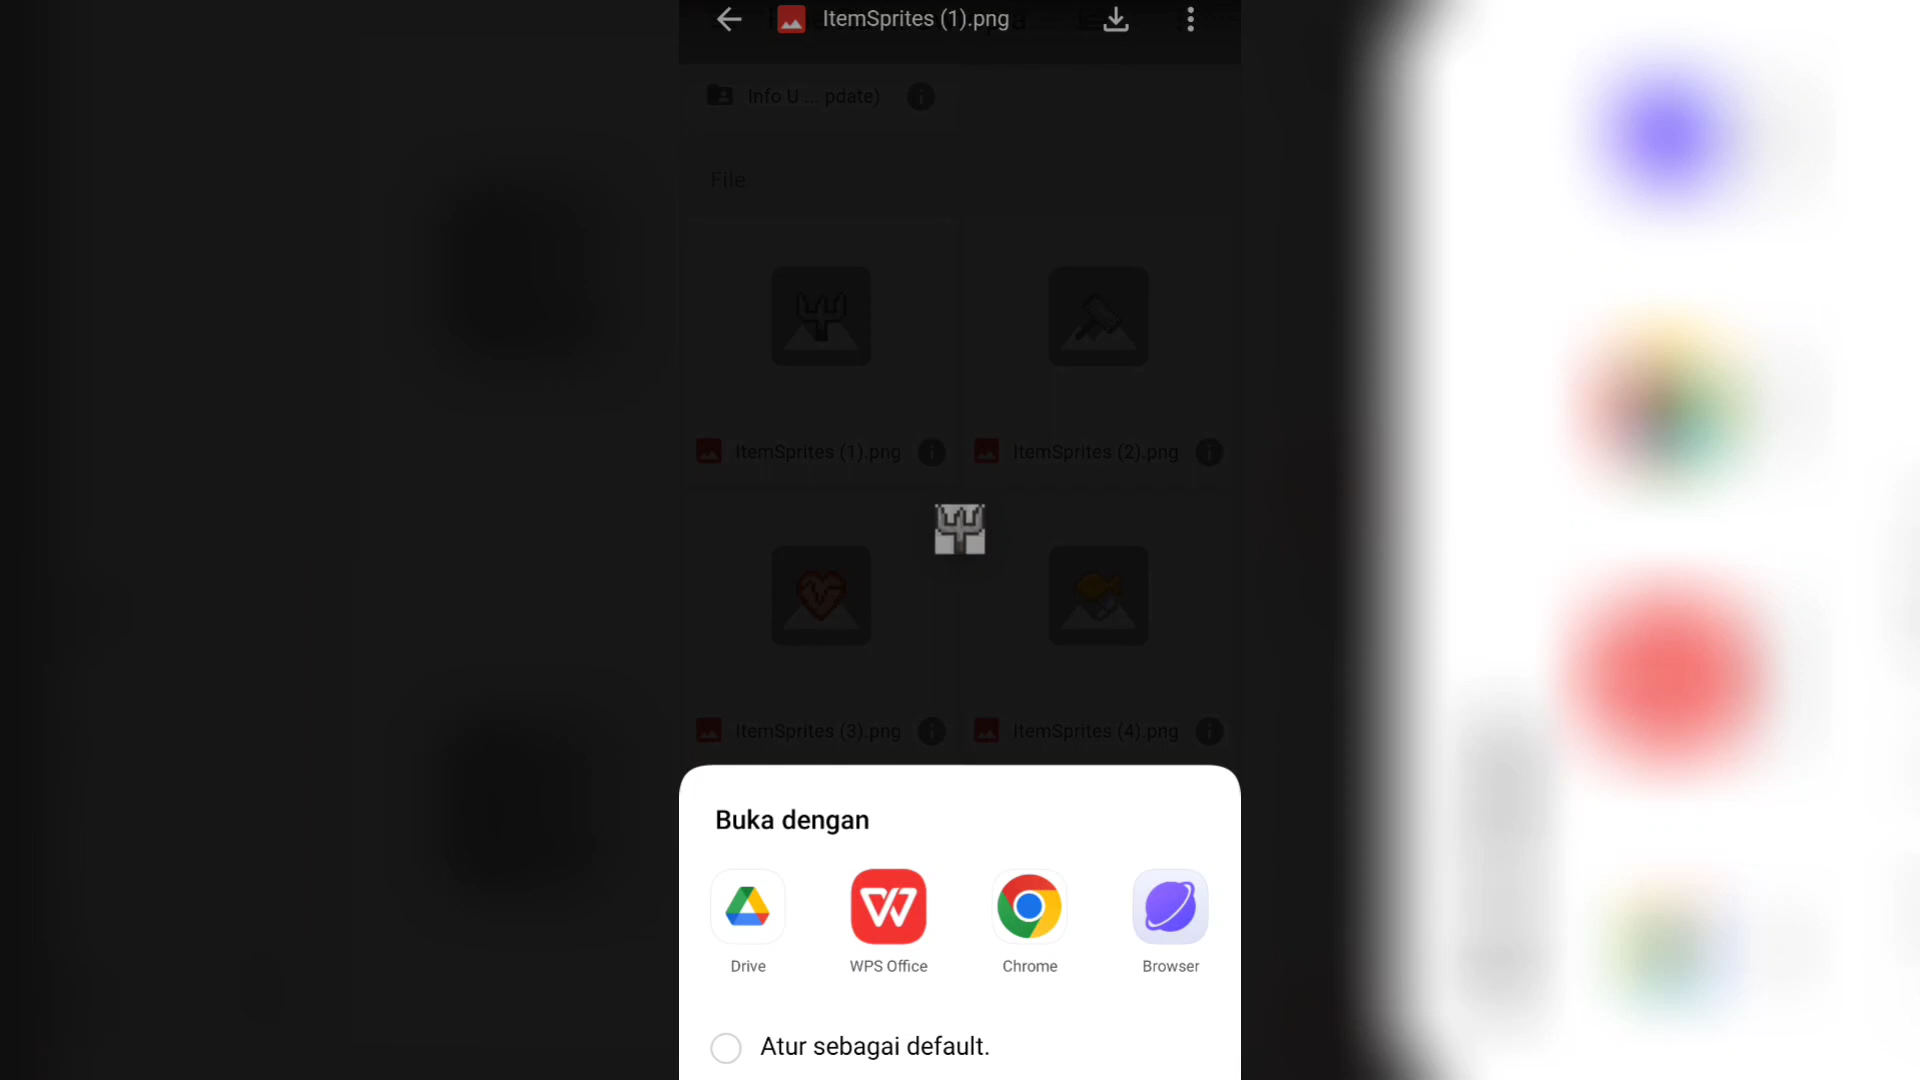 ItemSprites (1).png
Info U ... pdate)
File
ItemSprites (1).png
ItemSprites (2).png
ItemSprites (3).png
ItemSprites (4).png
Buka dengan
Drive
WPS Office
Chrome
Browser
Atur sebagai default.